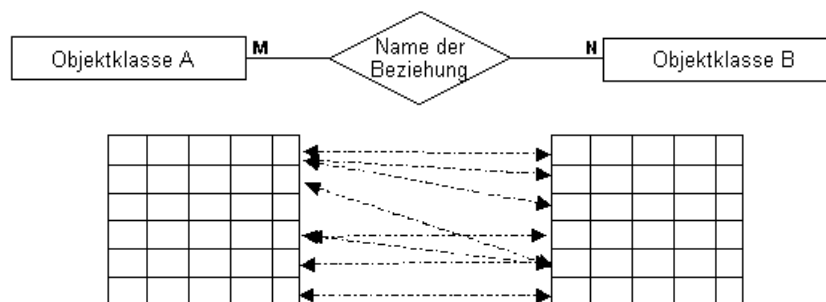 Objektklasse A
M
Name der
Beziehung
N
Objektklasse B